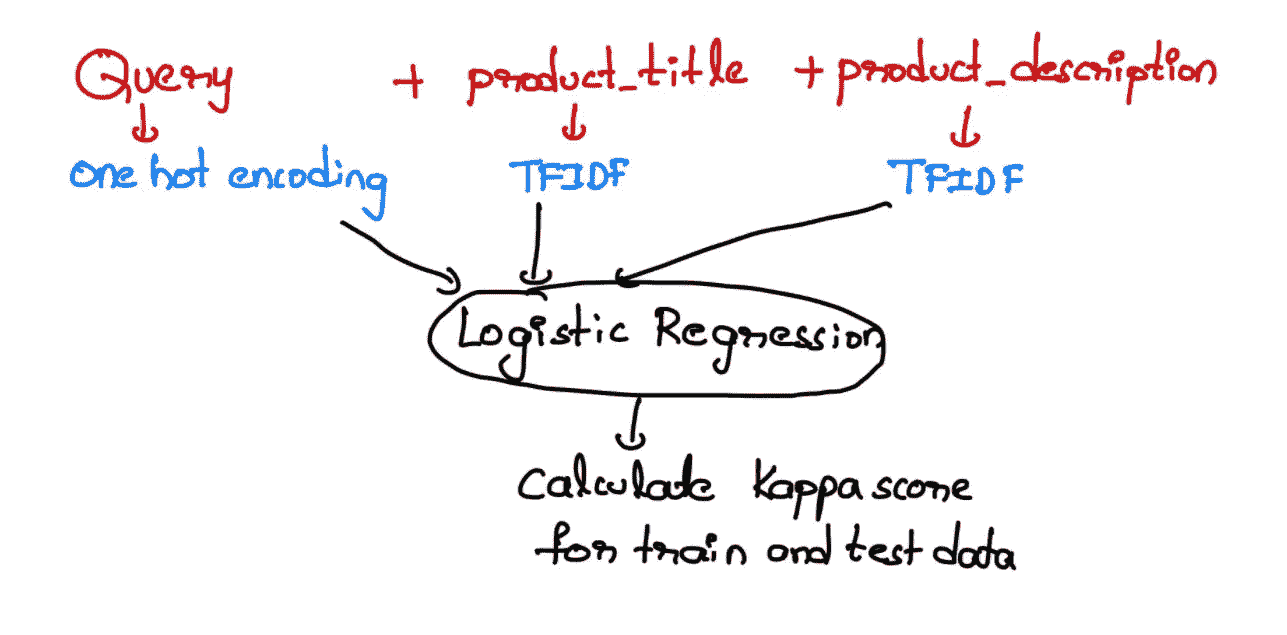 Query + product_title + product_description
one hot encoding TFIDF TFIDF
Logistic Regression
Calculate Kappa score
for train and test data